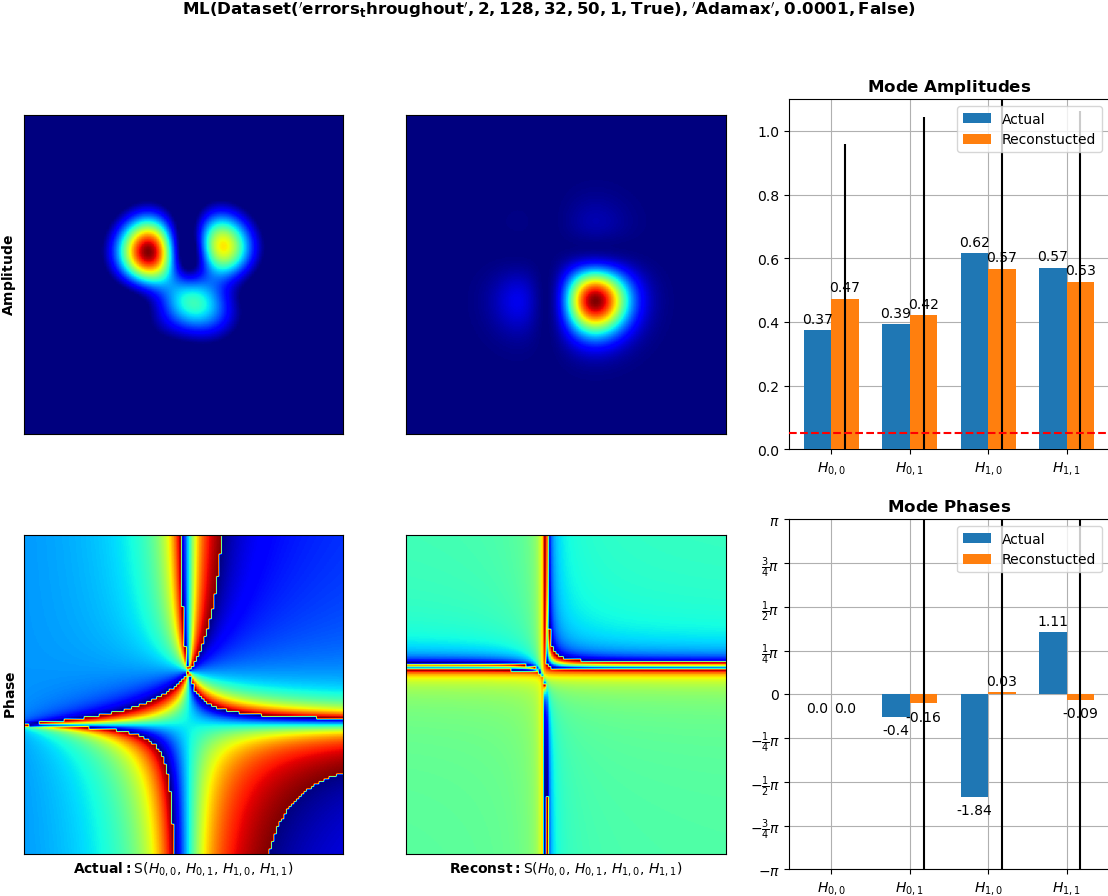 ML(Dataset('errors_throughout', 2, 128, 32, 50, 1, True), 'Adamax', 0.0001, False)
Amplitude
Mode Amplitudes
Actual
Reconstucted
1.0
0.8
0.6
0.4
0.2
0.0
0.37
0.47
0.39
0.42
0.62
0.57
0.57
0.53
H0,0
H0,1
H1,0
H1,1
Phase
Actual: S(H0,0, H0,1, H1,0, H1,1)
Reconst: S(H0,0, H0,1, H1,0, H1,1)
Mode Phases
Actual
Reconstucted
π
3/4π
1/2π
1/4π
0
−1/4π
−1/2π
−3/4π
−π
0.0
0.0
-0.4
-0.16
-1.84
0.03
1.11
-0.09
H0,0
H0,1
H1,0
H1,1